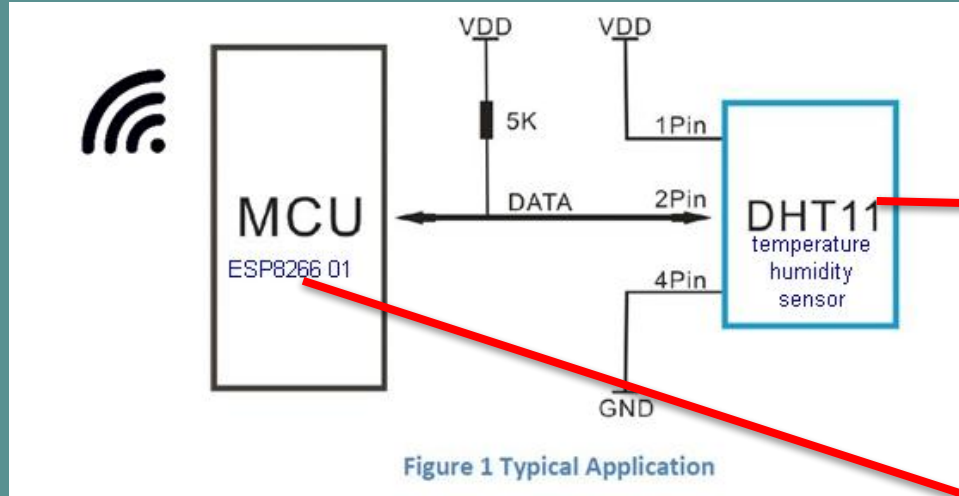 VDD
VDD
5K
1Pin
MCU
DATA
2Pin
DHT11
ESP8266 01
temperature
humidity
sensor
4Pin
GND
Figure 1 Typical Application